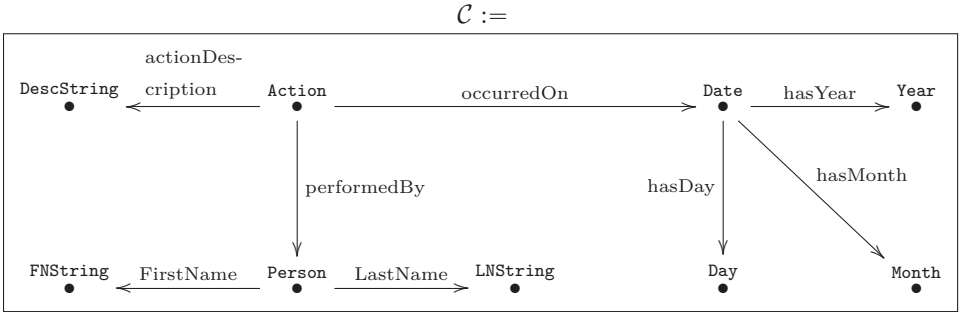 𝒞 :=
actionDes-
cription
DescString Action occurredOn Date hasYear Year
performedBy hasDay hasMonth
FNString FirstName Person LastName LNString Day Month